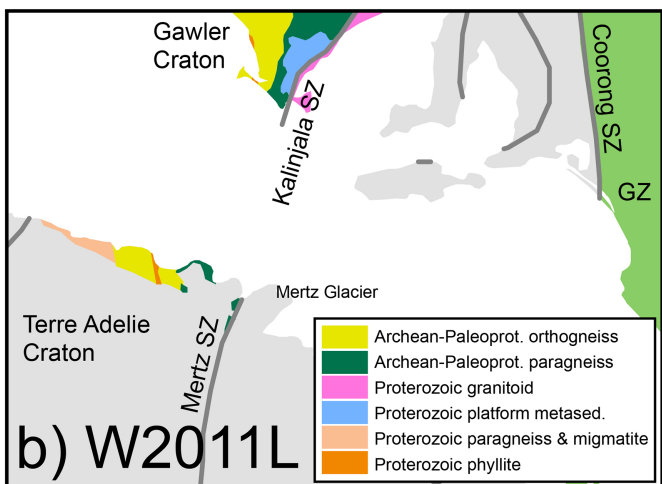 Gawler
Craton
Kalinjala SZ
Coorong SZ
GZ
Mertz Glacier
Terre Adelie
Craton
Mertz SZ
Archean-Paleoprot. orthogneiss
Archean-Paleoprot. paragneiss
Proterozoic granitoid
Proterozoic platform metased.
Proterozoic paragneiss & migmatite
Proterozoic phyllite
b) W2011L